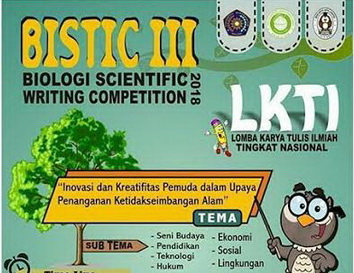 BISTIC III
BIOLOGI SCIENTIFIC
WRITING COMPETITION
2018
LKTI
LOMBA KARYA TULIS ILMIAH
TINGKAT NASIONAL
"Inovasi dan Kreatifitas Pemuda dalam Upaya
Penanganan Ketidakseimbangan Alam"
TEMA
SUB TEMA
- Seni Budaya
- Pendidikan
- Teknologi
- Hukum
- Ekonomi
- Sosial
- Lingkungan